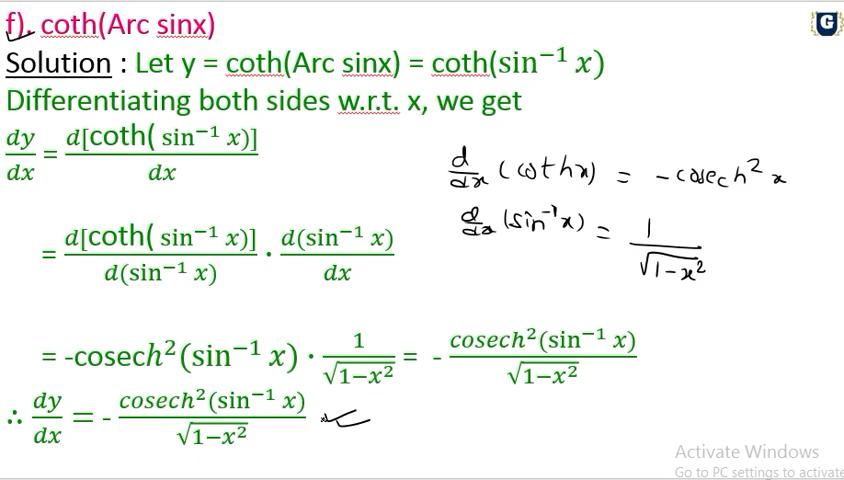 f). coth(Arc sinx)
G
Solution : Let y = coth(Arc sinx) = coth(sin⁻¹ x)
Differentiating both sides w.r.t. x, we get
dy/dx = d[coth( sin⁻¹ x)]/dx
d/dx (cothx) = -cosech² x
d/dx (sin⁻¹x) = 1/√(1-x²)
= d[coth( sin⁻¹ x)]/d(sin⁻¹ x) · d(sin⁻¹ x)/dx
= -cosech²(sin⁻¹ x) · 1/√(1−x²) = - cosech²(sin⁻¹ x)/√(1−x²)
∴ dy/dx = - cosech²(sin⁻¹ x)/√(1−x²)
Activate Windows
Go to PC settings to activate